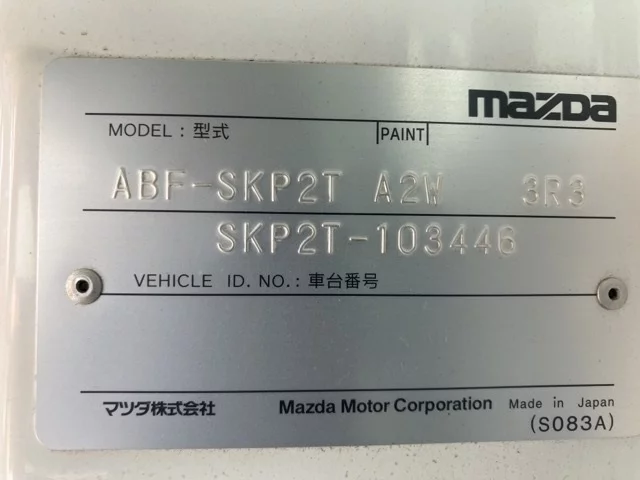 mazda
MODEL : 型式 PAINT
ABF-SKP2T A2W 3R3
SKP2T-103446
VEHICLE ID. NO. : 車台番号
マツダ株式会社 Mazda Motor Corporation Made in Japan
(S083A)